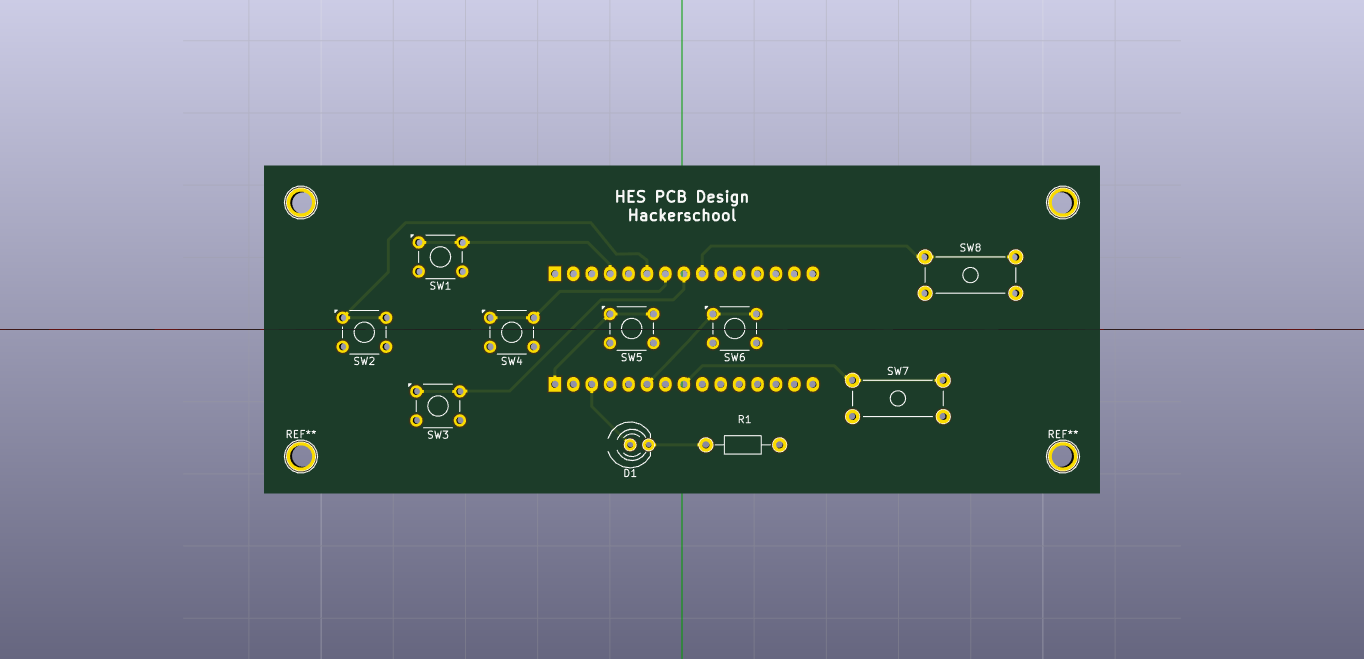 HES PCB Design
Hackerschool
SW8
SW1
SW5
SW6
SW2
SW4
SW7
R1
REF**
SW3
REF**
D1